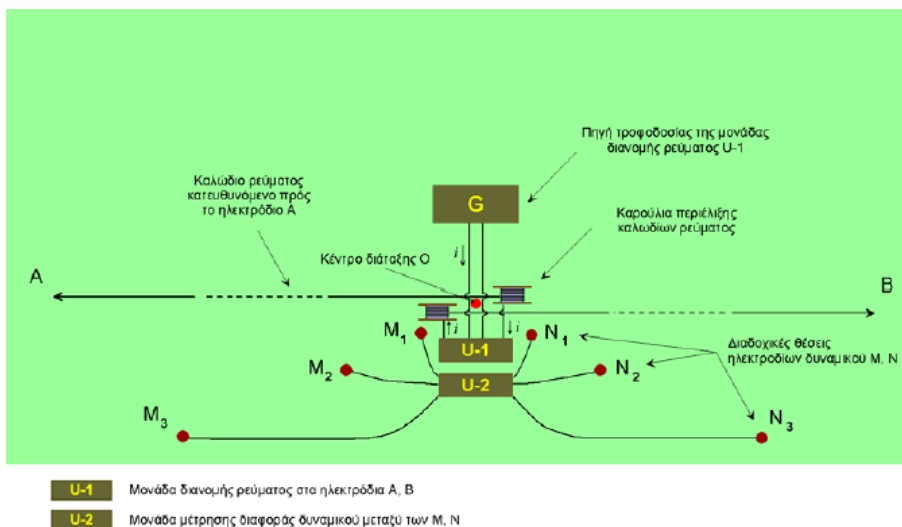 Πηγή τροφοδοσίας της μονάδας
διανομής ρεύματος U-1
Καλώδιο ρεύματος
κατευθυνόμενο πρός
το ηλεκτρόδιο Α
G
Καρούλια περιέλιξης
καλωδίων ρεύματος
i
Κέντρο διάταξης Ο
A
B
i
i
M1
N1
U-1
Διαδοχικές θέσεις
ηλεκτροδίων δυναμικού Μ, Ν
M2
N2
U-2
M3
N3
U-1 Μονάδα διανομής ρεύματος στα ηλεκτρόδια Α, Β
U-2 Μονάδα μέτρησης διαφοράς δυναμικού μεταξύ των Μ, Ν